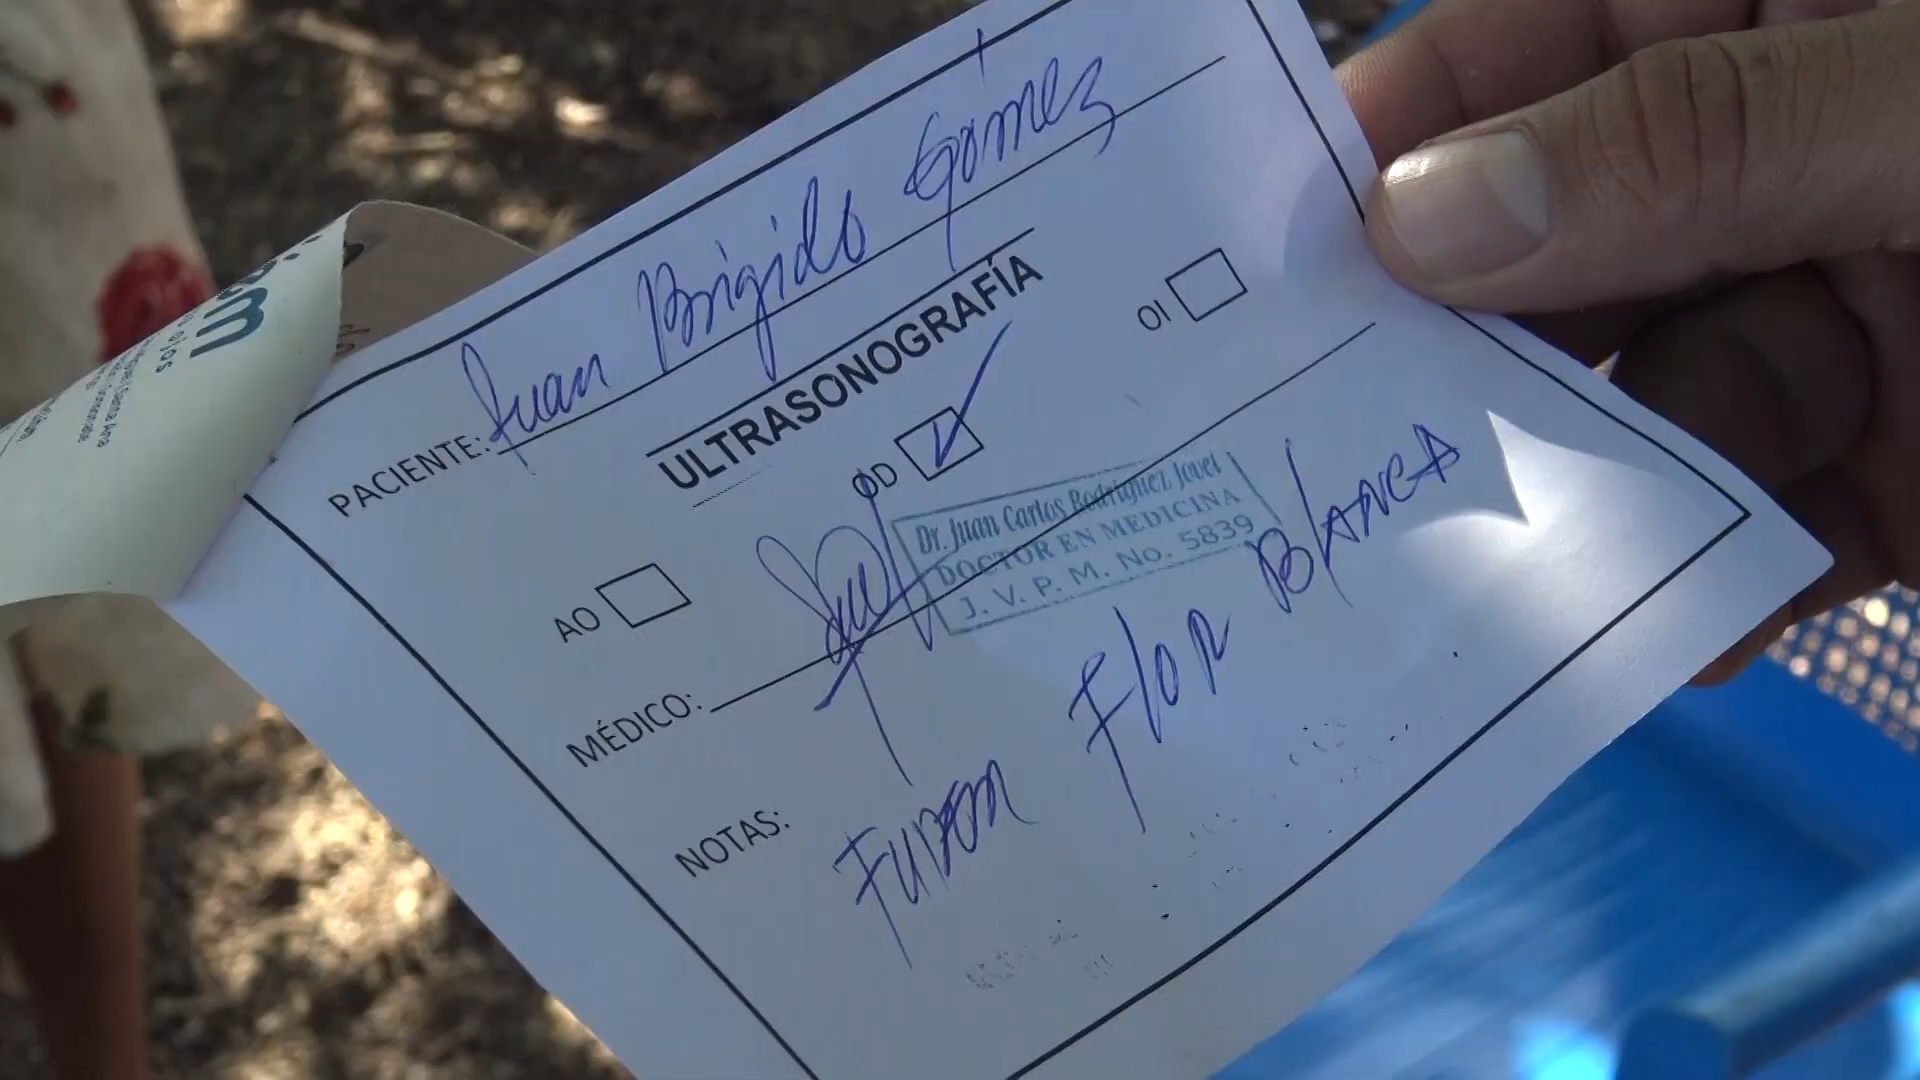 PACIENTE: Juan Brigido Gómez
ULTRASONOGRAFÍA
AO OD OI
MÉDICO:
Dr. Juan Carlos Rodriguez Jovel
DOCTOR EN MEDICINA
J. V. P. M. No. 5839
NOTAS: Flor BlAncA